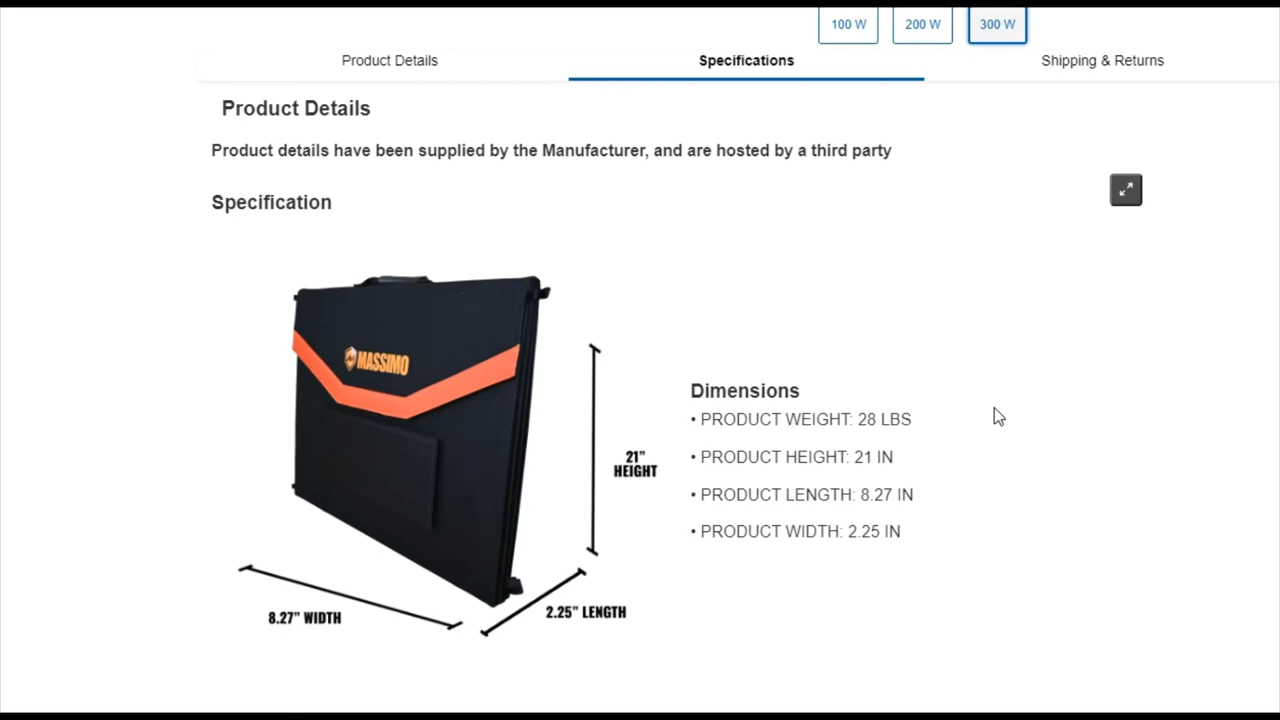 100 W 200 W 300 W
Product Details Specifications Shipping & Returns
Product Details
Product details have been supplied by the Manufacturer, and are hosted by a third party
Specification
MASSIMO
21”
HEIGHT
8.27” WIDTH
2.25” LENGTH
Dimensions
• PRODUCT WEIGHT: 28 LBS
• PRODUCT HEIGHT: 21 IN
• PRODUCT LENGTH: 8.27 IN
• PRODUCT WIDTH: 2.25 IN